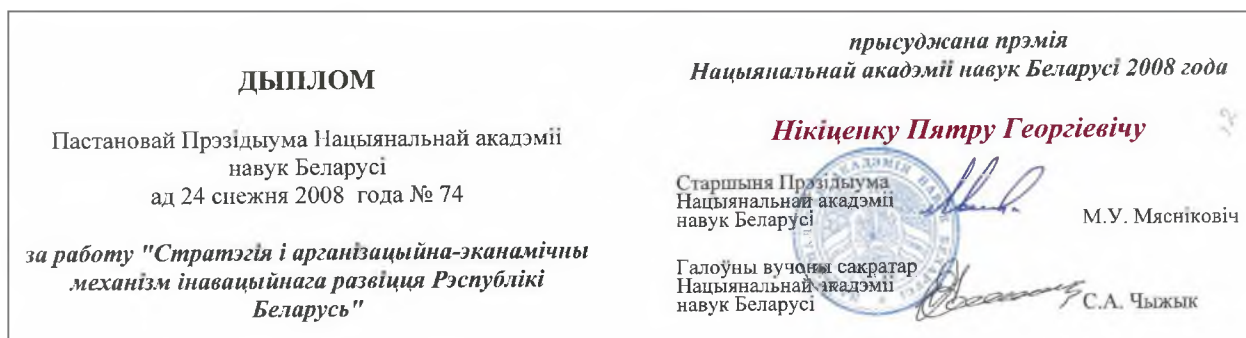 ДЫПЛОМ
Пастановай Прэзідыума Нацыянальнай акадэміі
навук Беларусі
ад 24 снежня 2008 года № 74
за работу "Стратэгія і арганізацыйна-эканамічны
механізм інавацыйнага развіцця Рэспублікі
Беларусь"
прысуджана прэмія
Нацыянальнай акадэміі навук Беларусі 2008 года
Нікіценку Пятру Георгіевічу
Старшыня Прэзідыума
Нацыянальнай акадэміі
навук Беларусі
М.У. Мясніковіч
Галоўны вучоны сакратар
Нацыянальнай акадэміі
навук Беларусі
С.А. Чыжык